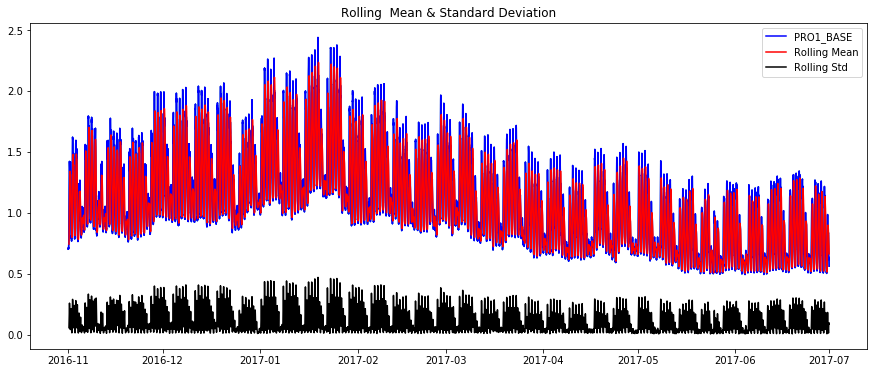 Rolling  Mean & Standard Deviation
PRO1_BASE
Rolling Mean
Rolling Std
2.5
2.0
1.5
1.0
0.5
0.0
2016-11 2016-12 2017-01 2017-02 2017-03 2017-04 2017-05 2017-06 2017-07